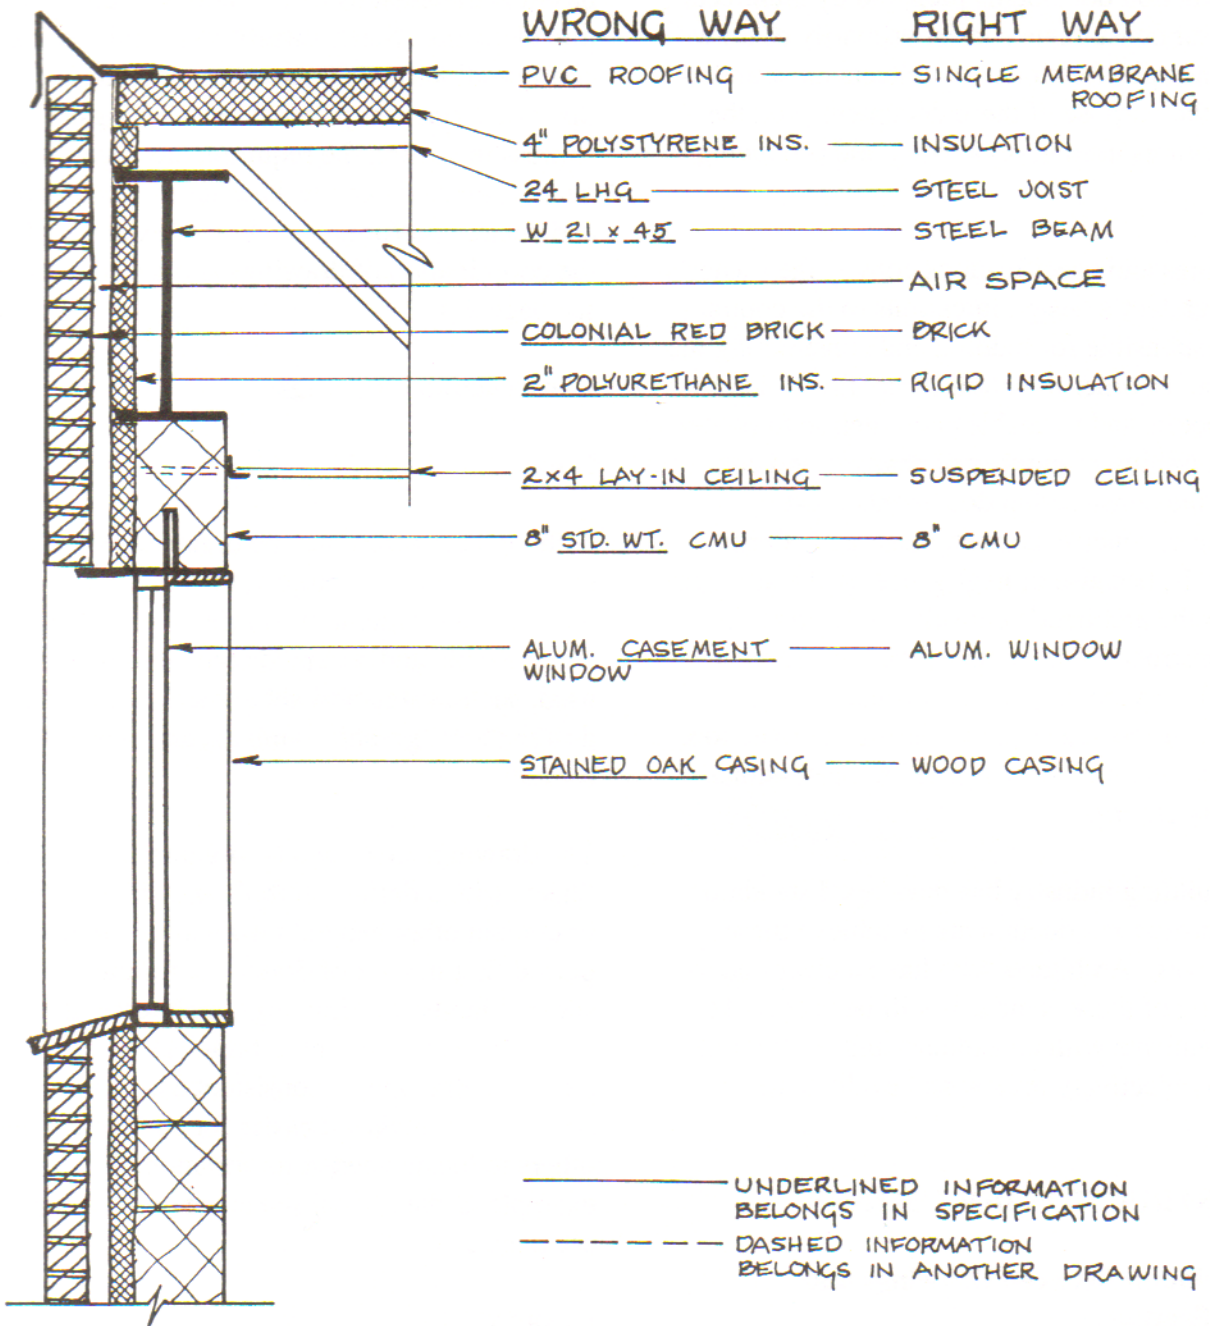 WRONG WAY RIGHT WAY
PVC ROOFING SINGLE MEMBRANE
ROOFING
4" POLYSTYRENE INS. INSULATION
24 LHG STEEL JOIST
W 21 x 45 STEEL BEAM
AIR SPACE
COLONIAL RED BRICK BRICK
2" POLYURETHANE INS. RIGID INSULATION
2x4 LAY-IN CEILING SUSPENDED CEILING
8" STD. WT. CMU 8" CMU
ALUM. CASEMENT ALUM. WINDOW
WINDOW
STAINED OAK CASING WOOD CASING
UNDERLINED INFORMATION
BELONGS IN SPECIFICATION
DASHED INFORMATION
BELONGS IN ANOTHER DRAWING